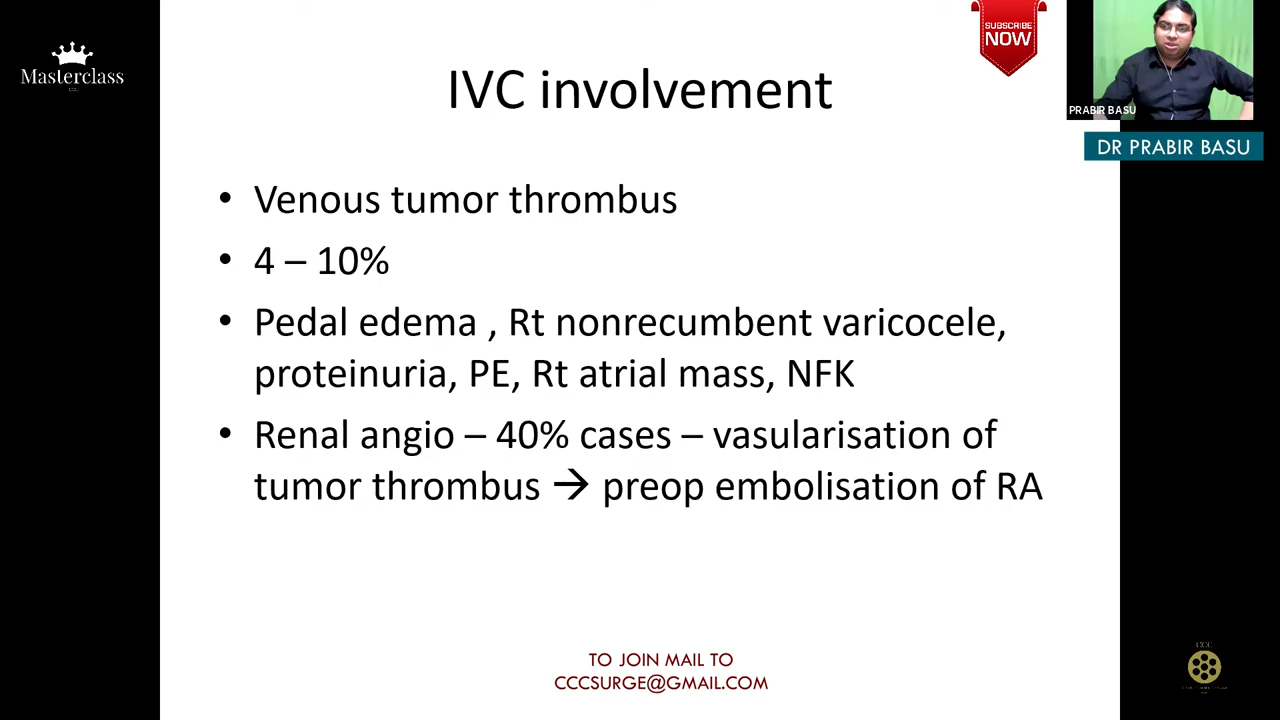 Masterclass
SUBSCRIBE
NOW
PRABIR BASU
DR PRABIR BASU
IVC involvement
• Venous tumor thrombus
• 4 – 10%
• Pedal edema , Rt nonrecumbent varicocele,
proteinuria, PE, Rt atrial mass, NFK
• Renal angio – 40% cases – vasularisation of
tumor thrombus → preop embolisation of RA
TO JOIN MAIL TO
CCCSURGE@GMAIL.COM
CCC